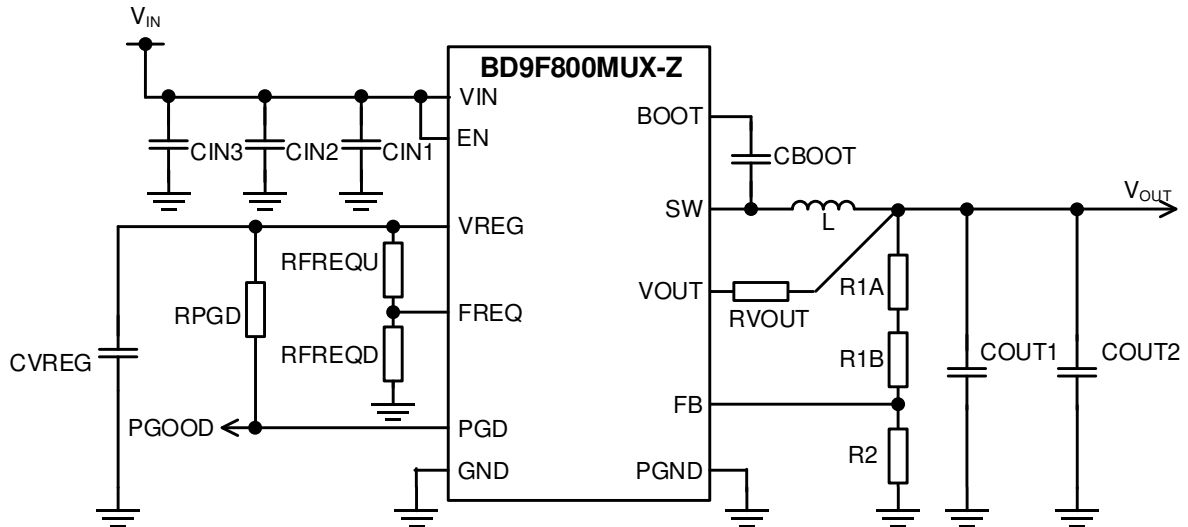 VIN
BD9F800MUX-Z
VIN
BOOT
EN
CIN3
CIN2
CIN1
CBOOT
SW
L
VOUT
VREG
RFREQU
VOUT
RVOUT
R1A
RPGD
FREQ
RFREQD
R1B
COUT1
COUT2
CVREG
FB
PGOOD
PGD
R2
GND
PGND